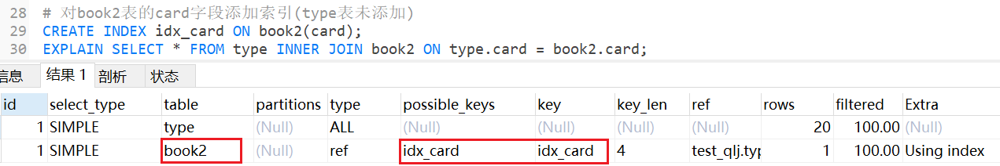 28 # 对book2表的card字段添加索引(type表未添加)
29 CREATE INDEX idx_card ON book2(card);
30 EXPLAIN SELECT * FROM type INNER JOIN book2 ON type.card = book2.card;
信息 结果 1 剖析 状态
id select_type table partitions type possible_keys key key_len ref rows filtered Extra
1 SIMPLE type (Null) ALL (Null) (Null) (Null) (Null) 20 100.00 (Null)
1 SIMPLE book2 (Null) ref idx_card idx_card 4 test_qlj.typ 1 100.00 Using index